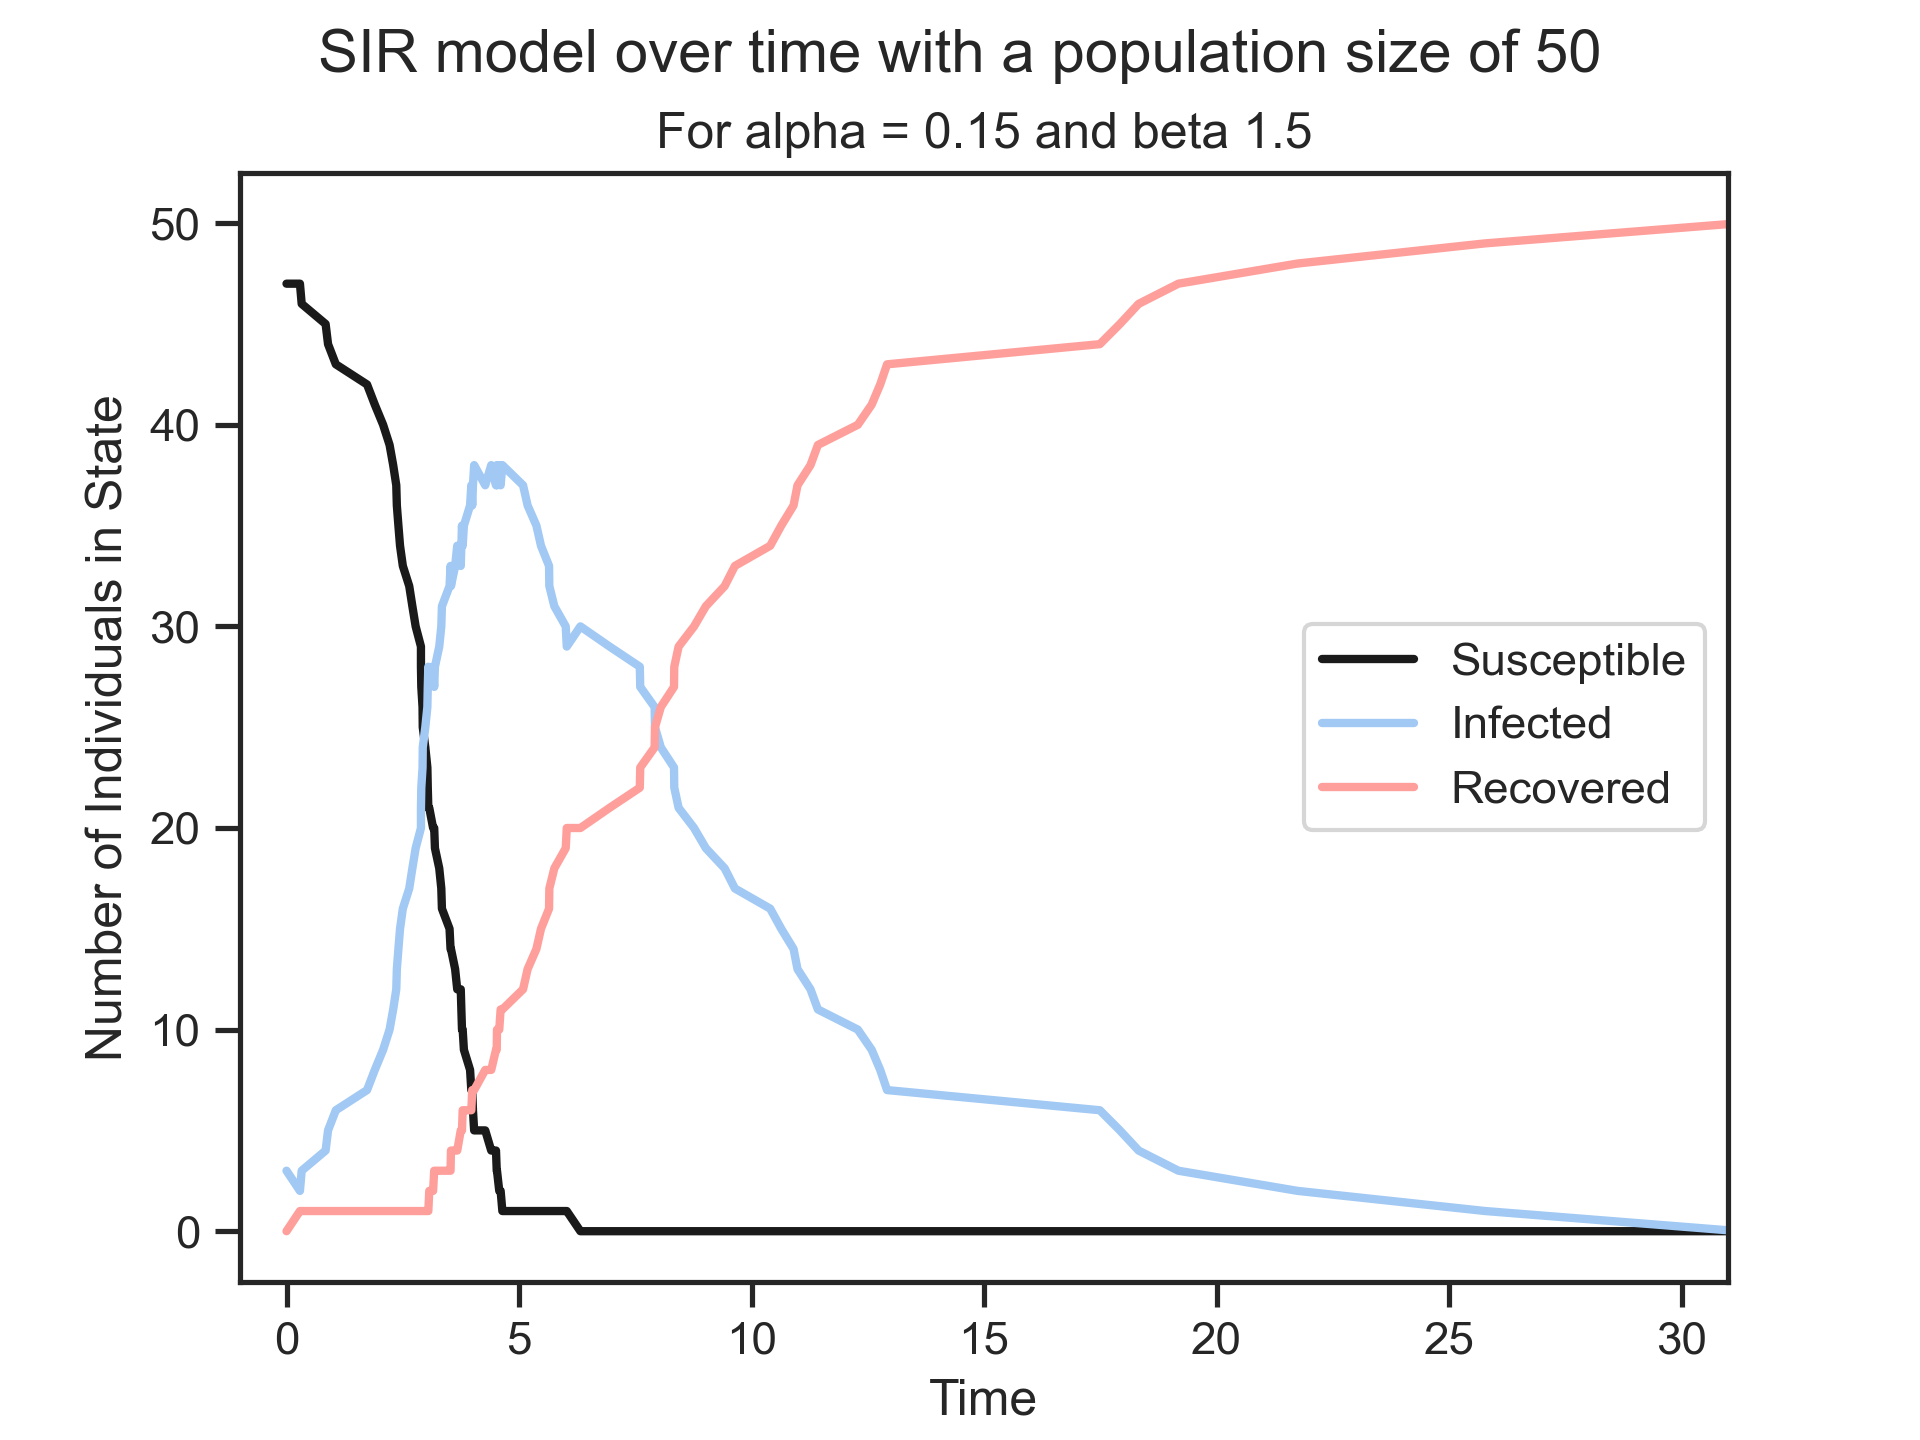 SIR model over time with a population size of 50
For alpha = 0.15 and beta 1.5
Number of Individuals in State
50
40
30
20
10
0
Susceptible
Infected
Recovered
0 5 10 15 20 25 30
Time